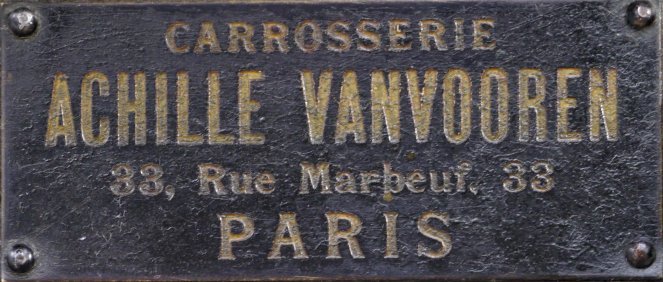 CARROSSERIE
ACHILLE VANVOOREN
33, Rue Marbeuf. 33
PARIS